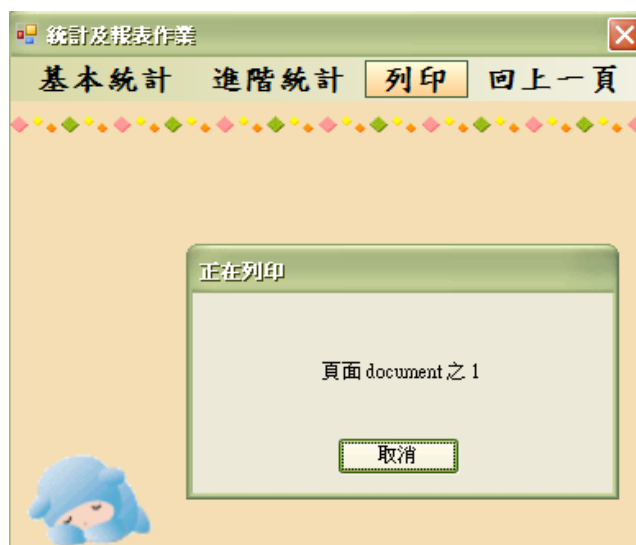 統計及報表作業
基本統計 進階統計 列印 回上一頁
正在列印
頁面 document 之 1
取消